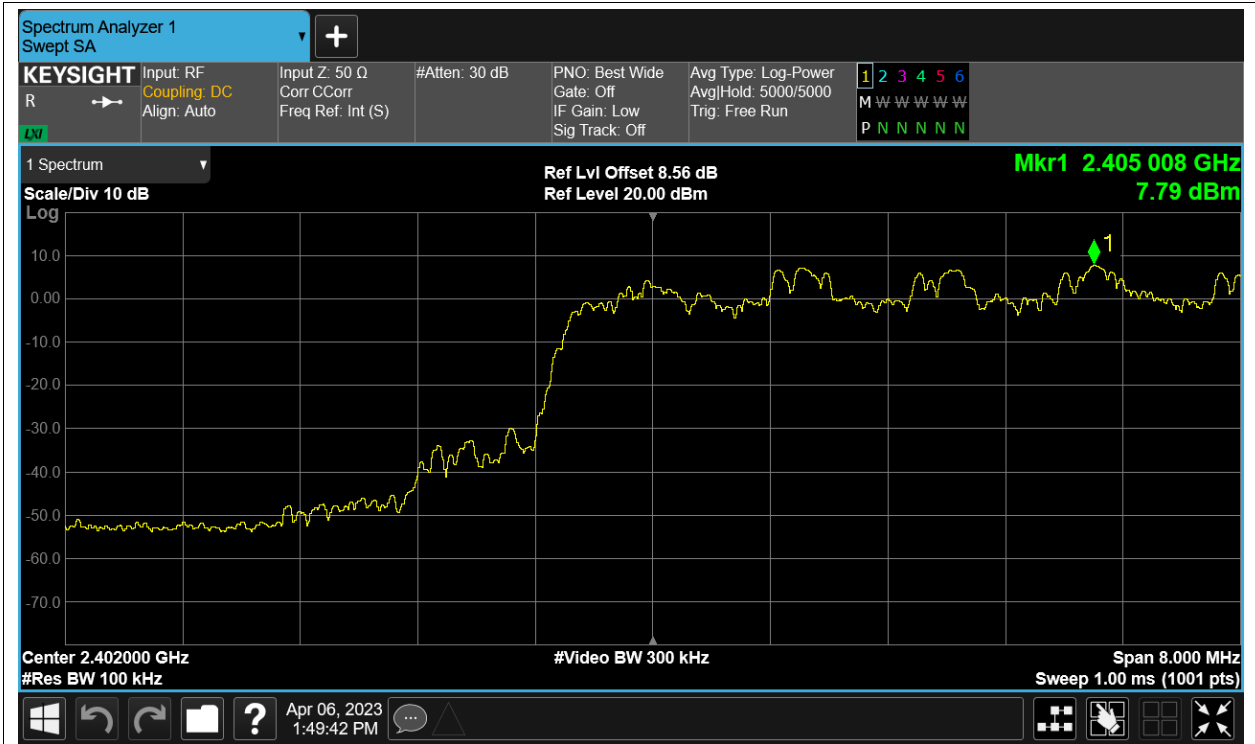 Spectrum Analyzer 1
Swept SA
KEYSIGHT
R
LXI
Input: RF
Coupling: DC
Align: Auto
Input Z: 50 Ω
Corr CCorr
Freq Ref: Int (S)
#Atten: 30 dB
PNO: Best Wide
Gate: Off
IF Gain: Low
Sig Track: Off
Avg Type: Log-Power
Avg|Hold: 5000/5000
Trig: Free Run
1 2 3 4 5 6
M W W W W W
P N N N N N
1 Spectrum
Scale/Div 10 dB
Log
Ref Lvl Offset 8.56 dB
Ref Level 20.00 dBm
Mkr1 2.405 008 GHz
7.79 dBm
1
10.0
0.00
-10.0
-20.0
-30.0
-40.0
-50.0
-60.0
-70.0
Center 2.402000 GHz
#Video BW 300 kHz
Span 8.000 MHz
#Res BW 100 kHz
Sweep 1.00 ms (1001 pts)
?
Apr 06, 2023
1:49:42 PM